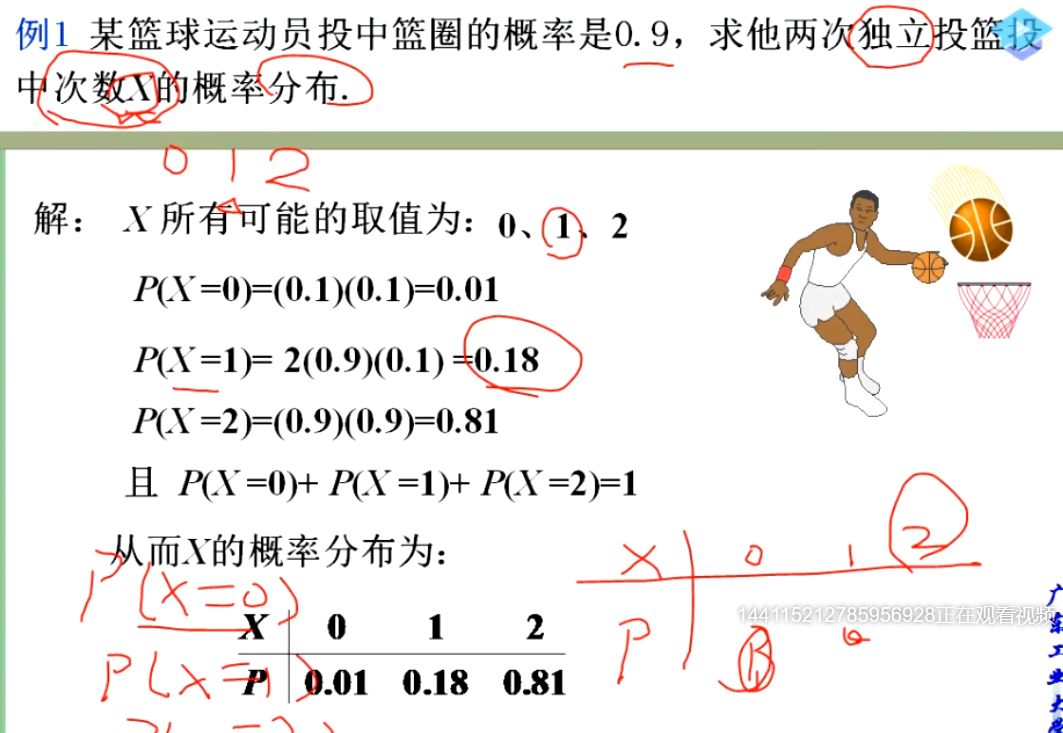 例1 某篮球运动员投中篮圈的概率是0.9，求他两次独立投篮投
中次数X的概率分布.
0 1 2
解： X 所有可能的取值为：0、1、2
P(X=0)=(0.1)(0.1)=0.01
P(X=1)= 2(0.9)(0.1) =0.18
P(X=2)=(0.9)(0.9)=0.81
且 P(X=0)+ P(X=1)+ P(X=2)=1
从而X的概率分布为：
X 0 1 2
P(X=0)
X 0 1 2
P
P(X=1)
P 0.01 0.18 0.81
144115212785956928正在观看视频
广东工业大学